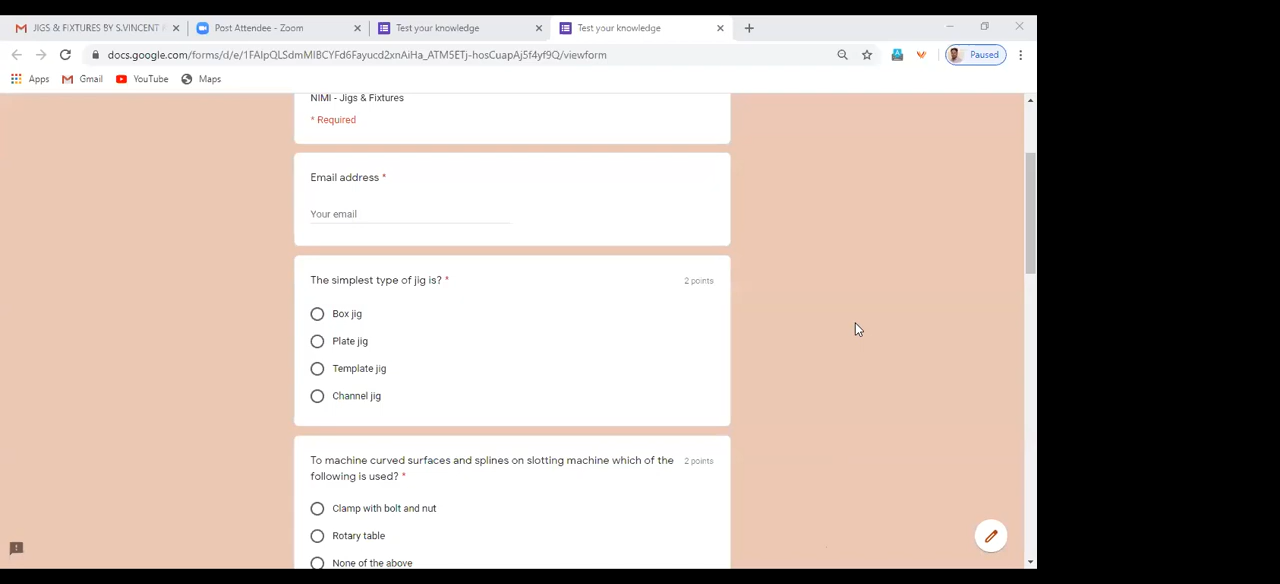 JIGS & FIXTURES BY S.VINCENT P
Post Attendee - Zoom
Test your knowledge
Test your knowledge
docs.google.com/forms/d/e/1FAIpQLSdmMIBCYFd6Fayucd2xnAiHa_ATM5ETj-hosCuapAj5f4yf9Q/viewform
Paused
Apps
Gmail
YouTube
Maps
NIMI - Jigs & Fixtures
* Required
Email address *
Your email
The simplest type of jig is? *
2 points
Box jig
Plate jig
Template jig
Channel jig
To machine curved surfaces and splines on slotting machine which of the
2 points
following is used? *
Clamp with bolt and nut
Rotary table
None of the above